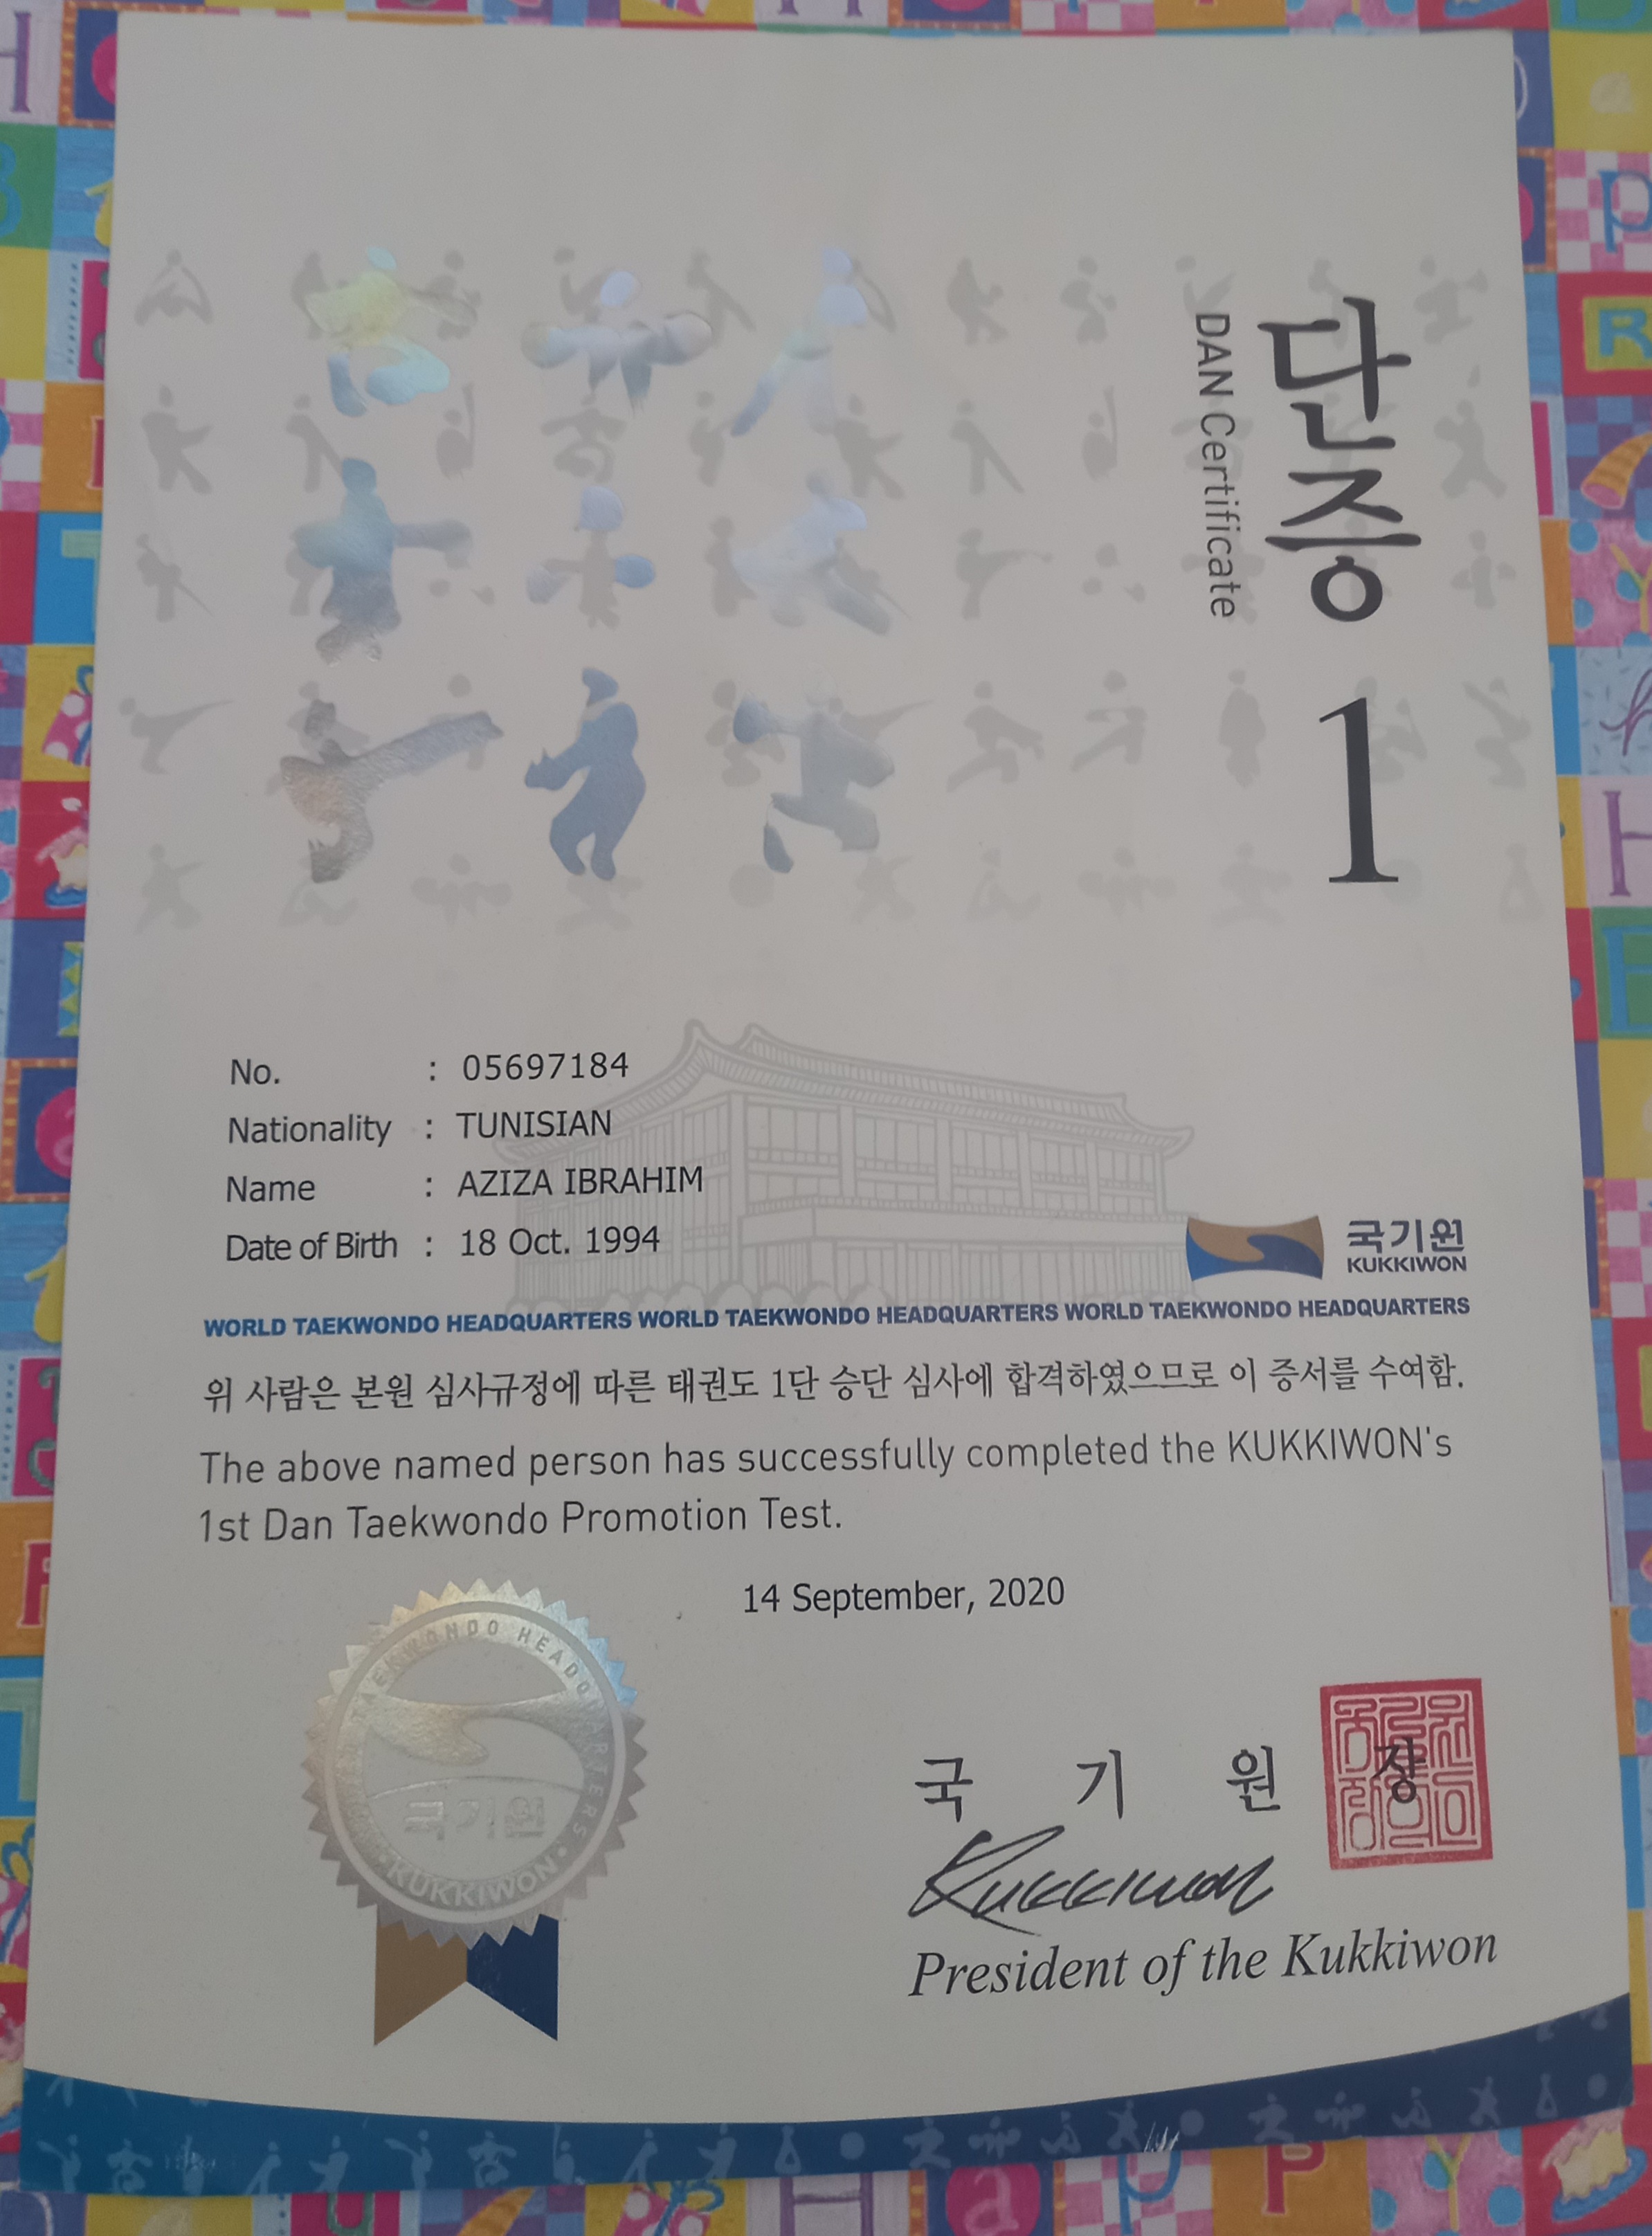 단증
DAN Certificate
1
No. : 05697184
Nationality : TUNISIAN
Name : AZIZA IBRAHIM
Date of Birth : 18 Oct. 1994
국기원
KUKKIWON
WORLD TAEKWONDO HEADQUARTERS WORLD TAEKWONDO HEADQUARTERS WORLD TAEKWONDO HEADQUARTERS
위 사람은 본원 심사규정에 따른 태권도 1단 승단 심사에 합격하였으므로 이 증서를 수여함.
The above named person has successfully completed the KUKKIWON's
1st Dan Taekwondo Promotion Test.
14 September, 2020
TAEKWONDO HEADQUARTERS
국기원
KUKKIWON
국 기 원 장
Kukkiwon
President of the Kukkiwon